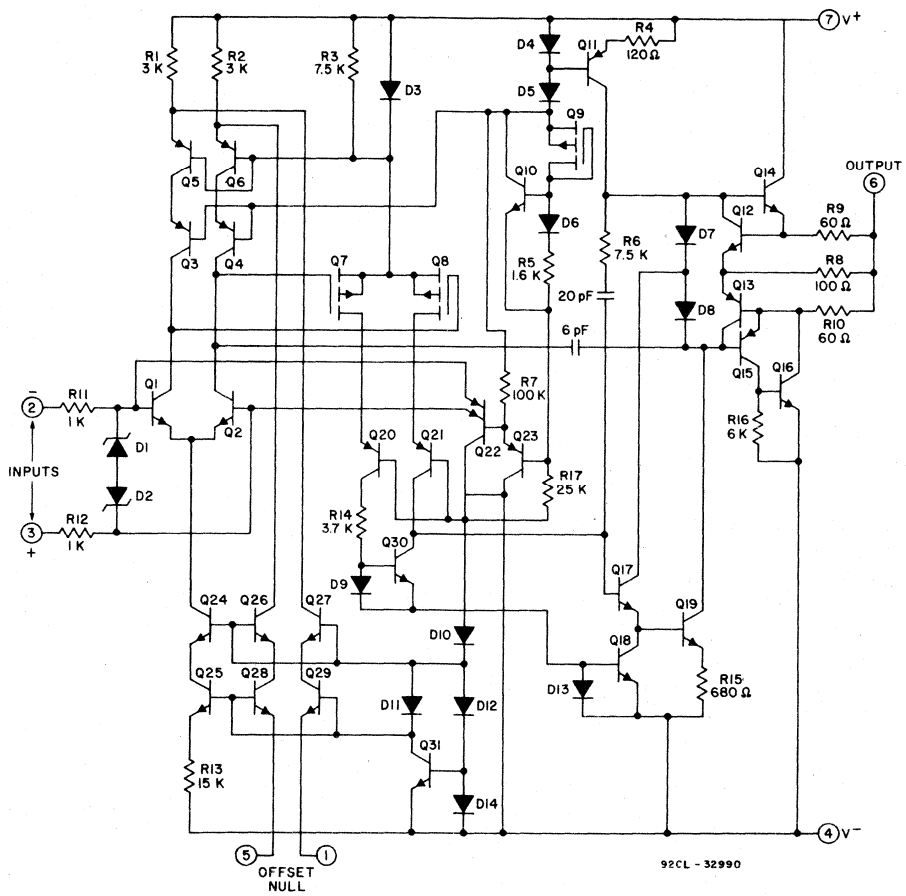 7 V+
R1
3 K
R2
3 K
R3
7.5 K
D3
D4
D5
Q11
R4
120Ω
Q9
Q10
Q5
Q6
Q3
Q4
Q7
Q8
D6
R5
1.6 K
R6
7.5 K
20 pF
6 pF
D7
D8
Q14
Q12
Q13
Q15
Q16
OUTPUT
6
R9
60 Ω
R8
100 Ω
R10
60 Ω
R16
6 K
R7
100 K
– 2
R11
1 K
Q1
Q2
D1
D2
INPUTS
3 +
R12
1 K
Q20
Q21
Q22
Q23
R17
25 K
R14
3.7 K
Q30
D9
Q24
Q26
Q27
D10
Q17
Q18
Q19
Q25
Q28
Q29
D11
D12
D13
R15
680 Ω
R13
15 K
Q31
D14
4 V-
5
1
OFFSET
NULL
92CL - 32990